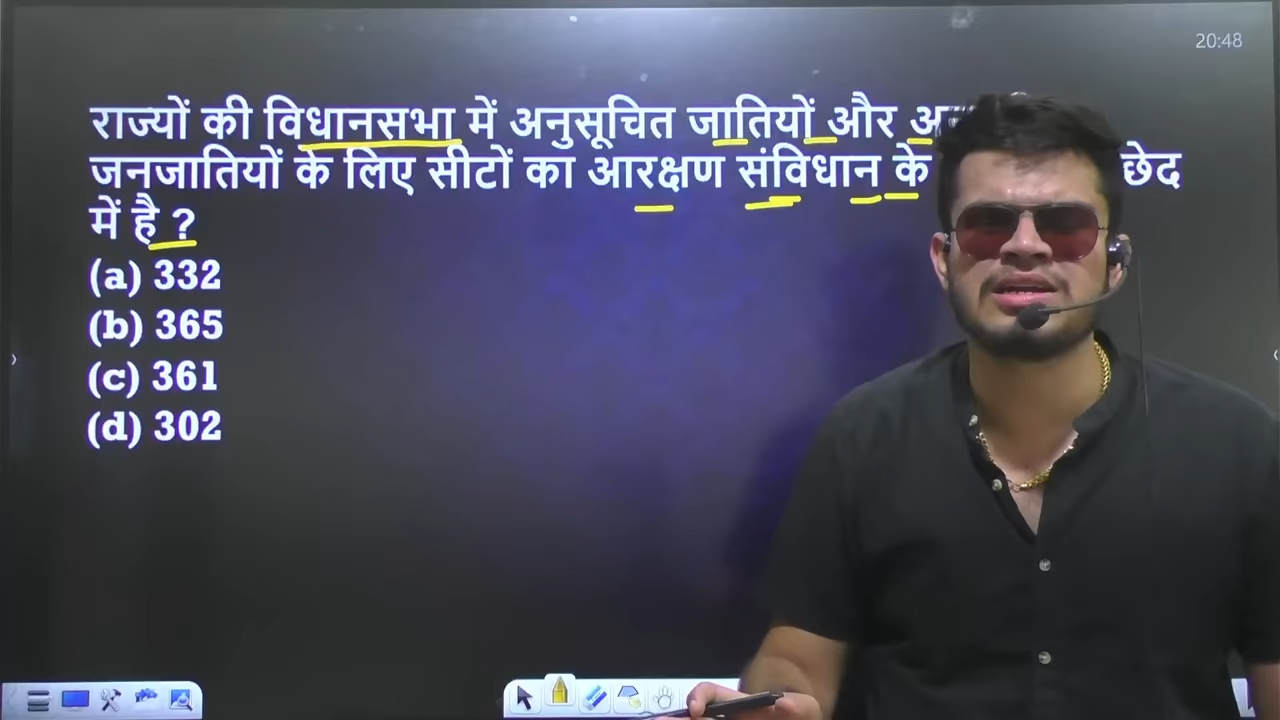 20:48
राज्यों की विधानसभा में अनुसूचित जातियों और
जनजातियों के लिए सीटों का आरक्षण संविधान के
में है ?
(a) 332
(b) 365
(c) 361
(d) 302